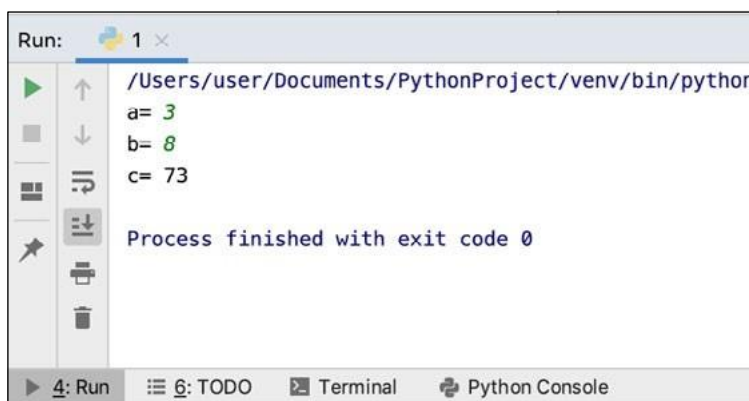 Run: 1
/Users/user/Documents/PythonProject/venv/bin/python
a= 3
b= 8
c= 73
Process finished with exit code 0
4: Run 6: TODO Terminal Python Console